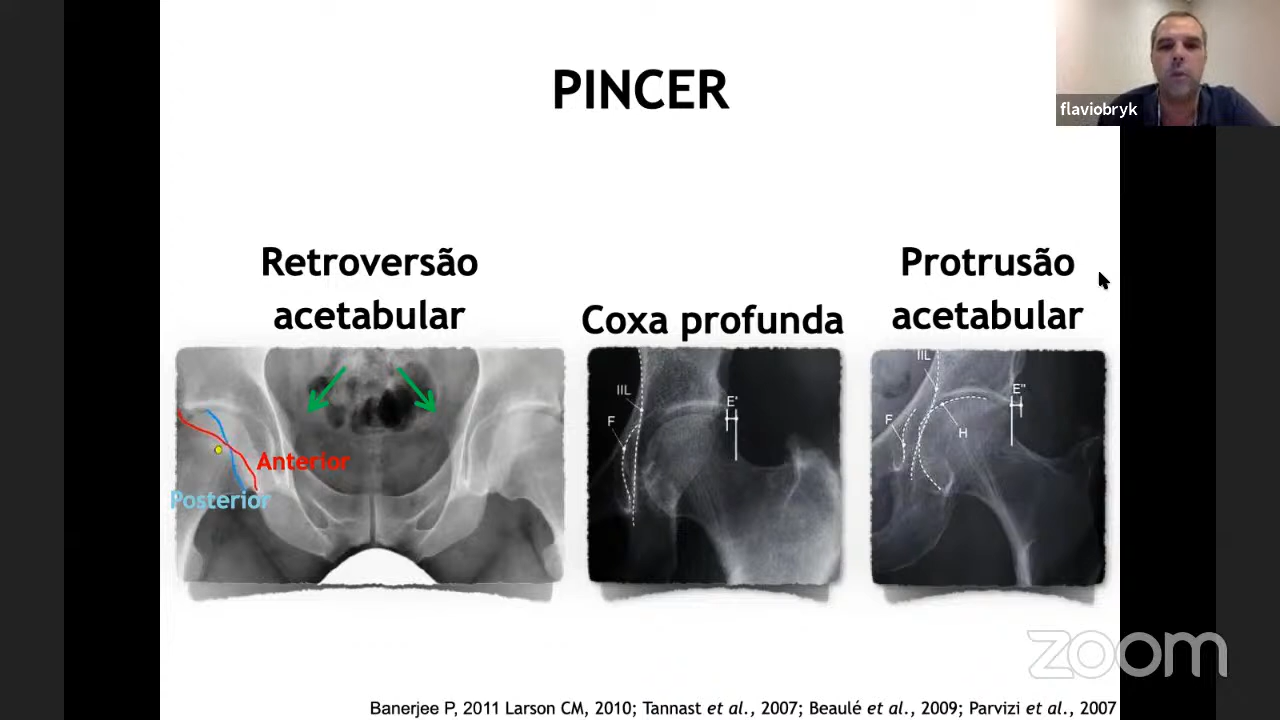 PINCER
flaviobryk
Retroversão
acetabular
Coxa profunda
Protrusão
acetabular
Anterior
Posterior
IIL
E'
F
IIL
E"
F
H
zoom
Banerjee P, 2011 Larson CM, 2010; Tannast et al., 2007; Beaulé et al., 2009; Parvizi et al., 2007